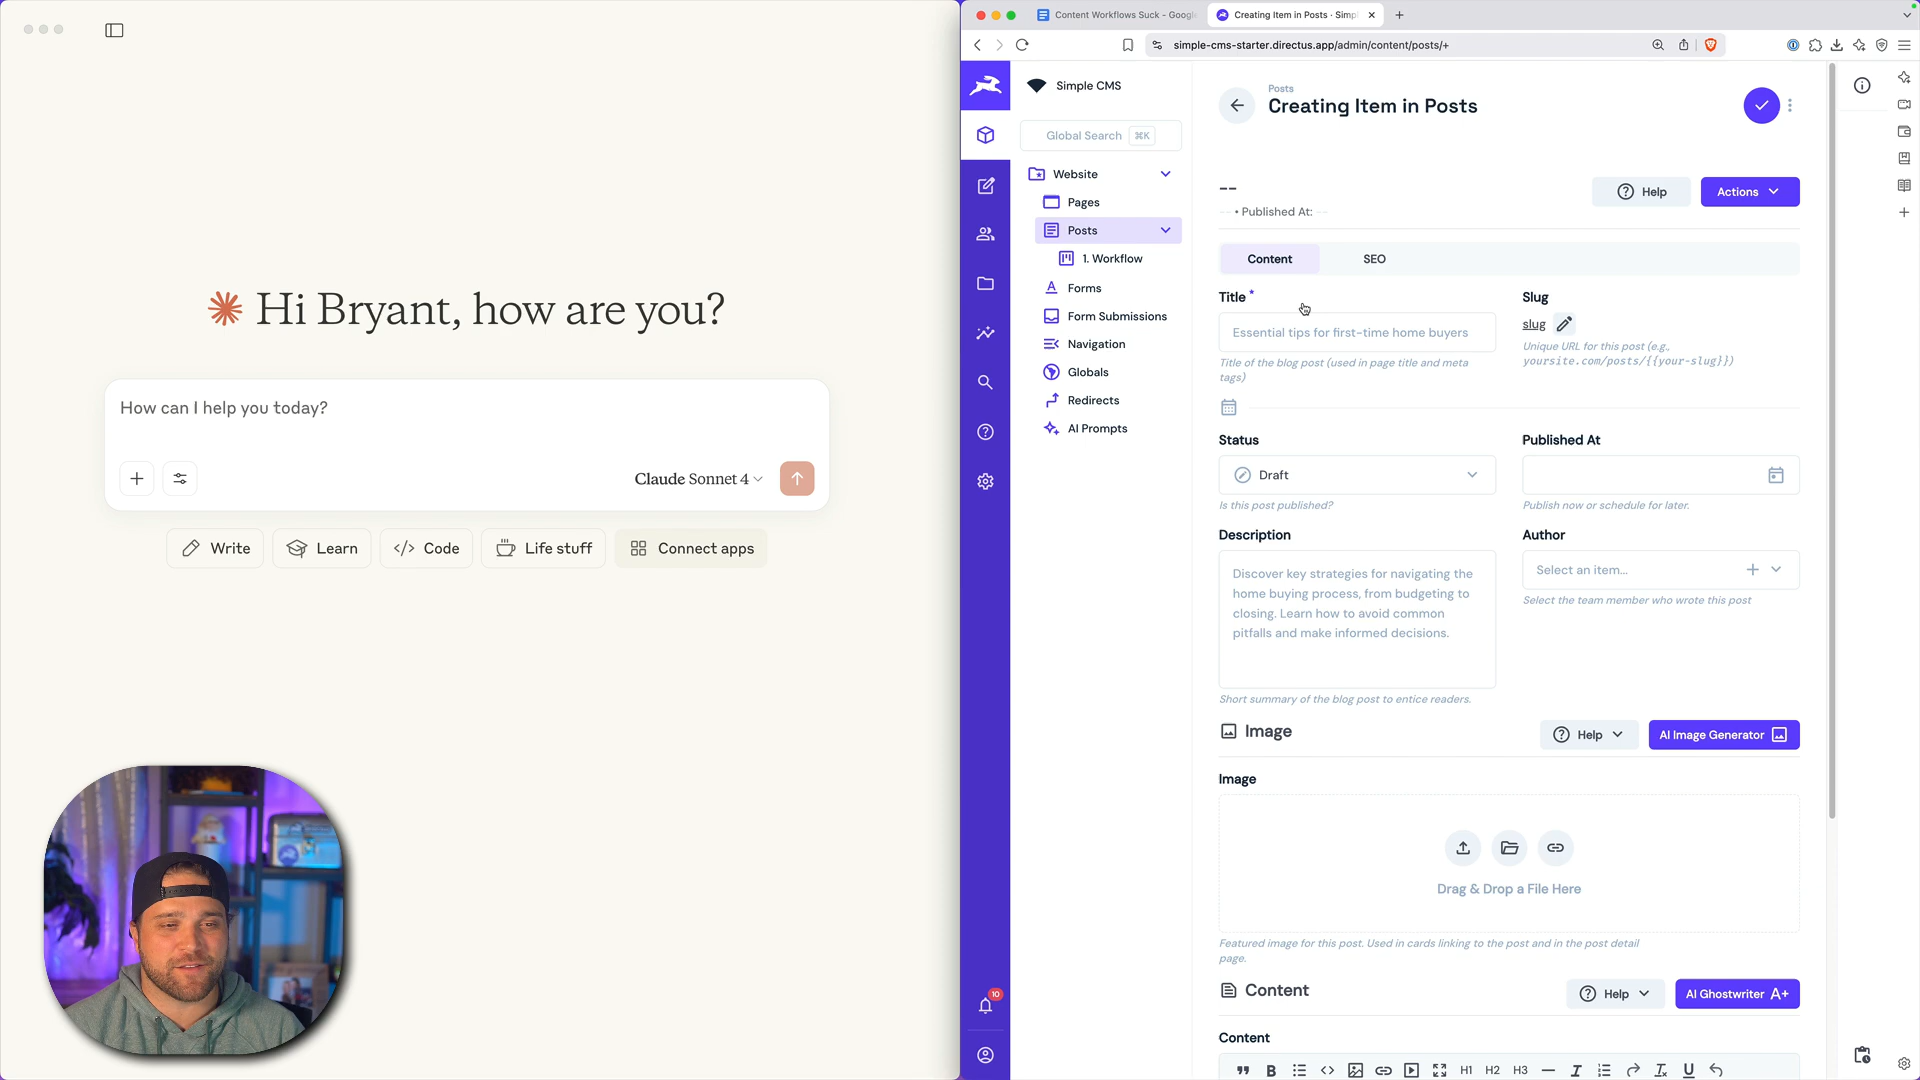 Hi Bryant, how are you?
How can I help you today?
Claude Sonnet 4
Write
Learn
Code
Life stuff
Connect apps
Content Workflows Suck - Google
Creating Item in Posts · Simpl
simple-cms-starter.directus.app/admin/content/posts/+
Simple CMS
Global Search ⌘K
Website
Pages
Posts
1. Workflow
Forms
Form Submissions
Navigation
Globals
Redirects
AI Prompts
10
Posts
Creating Item in Posts
--
-- • Published At: --
Help
Actions
Content
SEO
Title *
Essential tips for first-time home buyers
Title of the blog post (used in page title and meta
tags)
Slug
slug
Unique URL for this post (e.g.,
yoursite.com/posts/{{your-slug}})
Status
Draft
Is this post published?
Published At
Publish now or schedule for later.
Description
Discover key strategies for navigating the
home buying process, from budgeting to
closing. Learn how to avoid common
pitfalls and make informed decisions.
Short summary of the blog post to entice readers.
Author
Select an item...
Select the team member who wrote this post
Image
Help
AI Image Generator
Image
Drag & Drop a File Here
Featured image for this post. Used in cards linking to the post and in the post detail
page.
Content
Help
AI Ghostwriter A+
Content
B H1 H2 H3 I U